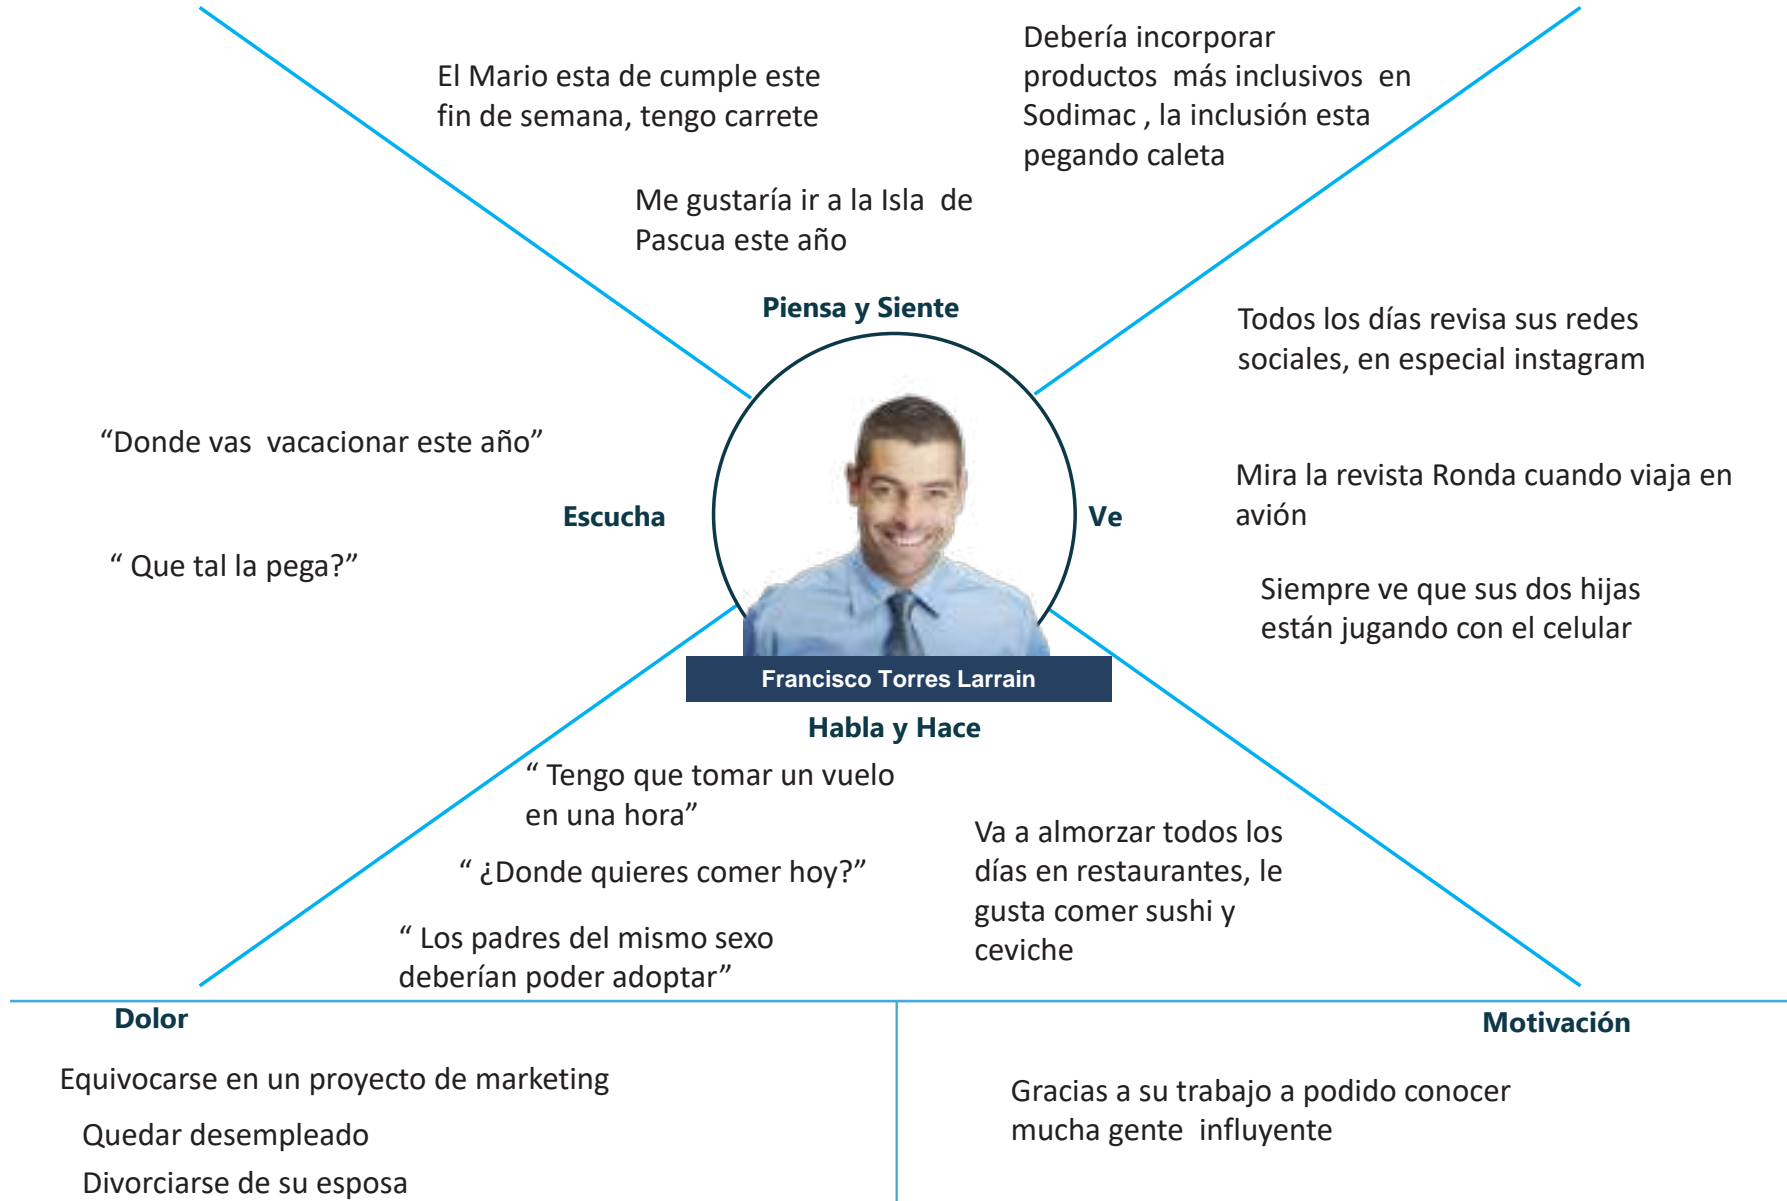 El Mario esta de cumple este
fin de semana, tengo carrete
Debería incorporar
productos más inclusivos en
Sodimac , la inclusión esta
pegando caleta
Me gustaría ir a la Isla de
Pascua este año
Piensa y Siente
Todos los días revisa sus redes
sociales, en especial instagram
“Donde vas vacacionar este año”
Mira la revista Ronda cuando viaja en
avión
Escucha
Ve
“ Que tal la pega?”
Siempre ve que sus dos hijas
están jugando con el celular
Francisco Torres Larrain
Habla y Hace
“ Tengo que tomar un vuelo
en una hora”
“ ¿Donde quieres comer hoy?”
“ Los padres del mismo sexo
deberían poder adoptar”
Va a almorzar todos los
días en restaurantes, le
gusta comer sushi y
ceviche
Dolor
Equivocarse en un proyecto de marketing
Quedar desempleado
Divorciarse de su esposa
Motivación
Gracias a su trabajo a podido conocer
mucha gente influyente